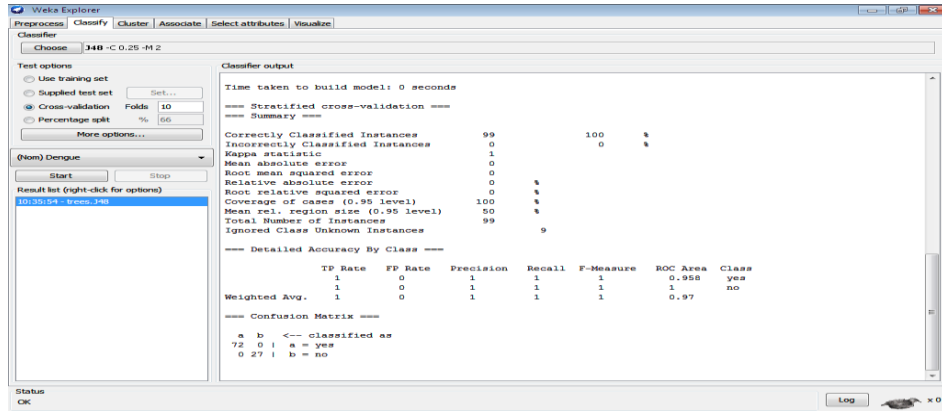 Weka Explorer
Preprocess Classify Cluster Associate Select attributes Visualize
Classifier
Choose J48 -C 0.25 -M 2
Test options
Use training set
Supplied test set Set...
Cross-validation Folds 10
Percentage split % 66
More options...
(Nom) Dengue
Start Stop
Result list (right-click for options)
10:35:54 - trees.J48
Classifier output
Time taken to build model: 0 seconds
=== Stratified cross-validation ===
=== Summary ===
Correctly Classified Instances 99 100 %
Incorrectly Classified Instances 0 0 %
Kappa statistic 1
Mean absolute error 0
Root mean squared error 0
Relative absolute error 0 %
Root relative squared error 0 %
Coverage of cases (0.95 level) 100 %
Mean rel. region size (0.95 level) 50 %
Total Number of Instances 99
Ignored Class Unknown Instances 9
=== Detailed Accuracy By Class ===
TP Rate FP Rate Precision Recall F-Measure ROC Area Class
1 0 1 1 1 0.958 yes
1 0 1 1 1 1 no
Weighted Avg. 1 0 1 1 1 0.97
=== Confusion Matrix ===
a b <-- classified as
72 0 | a = yes
0 27 | b = no
Status
OK
Log
x 0